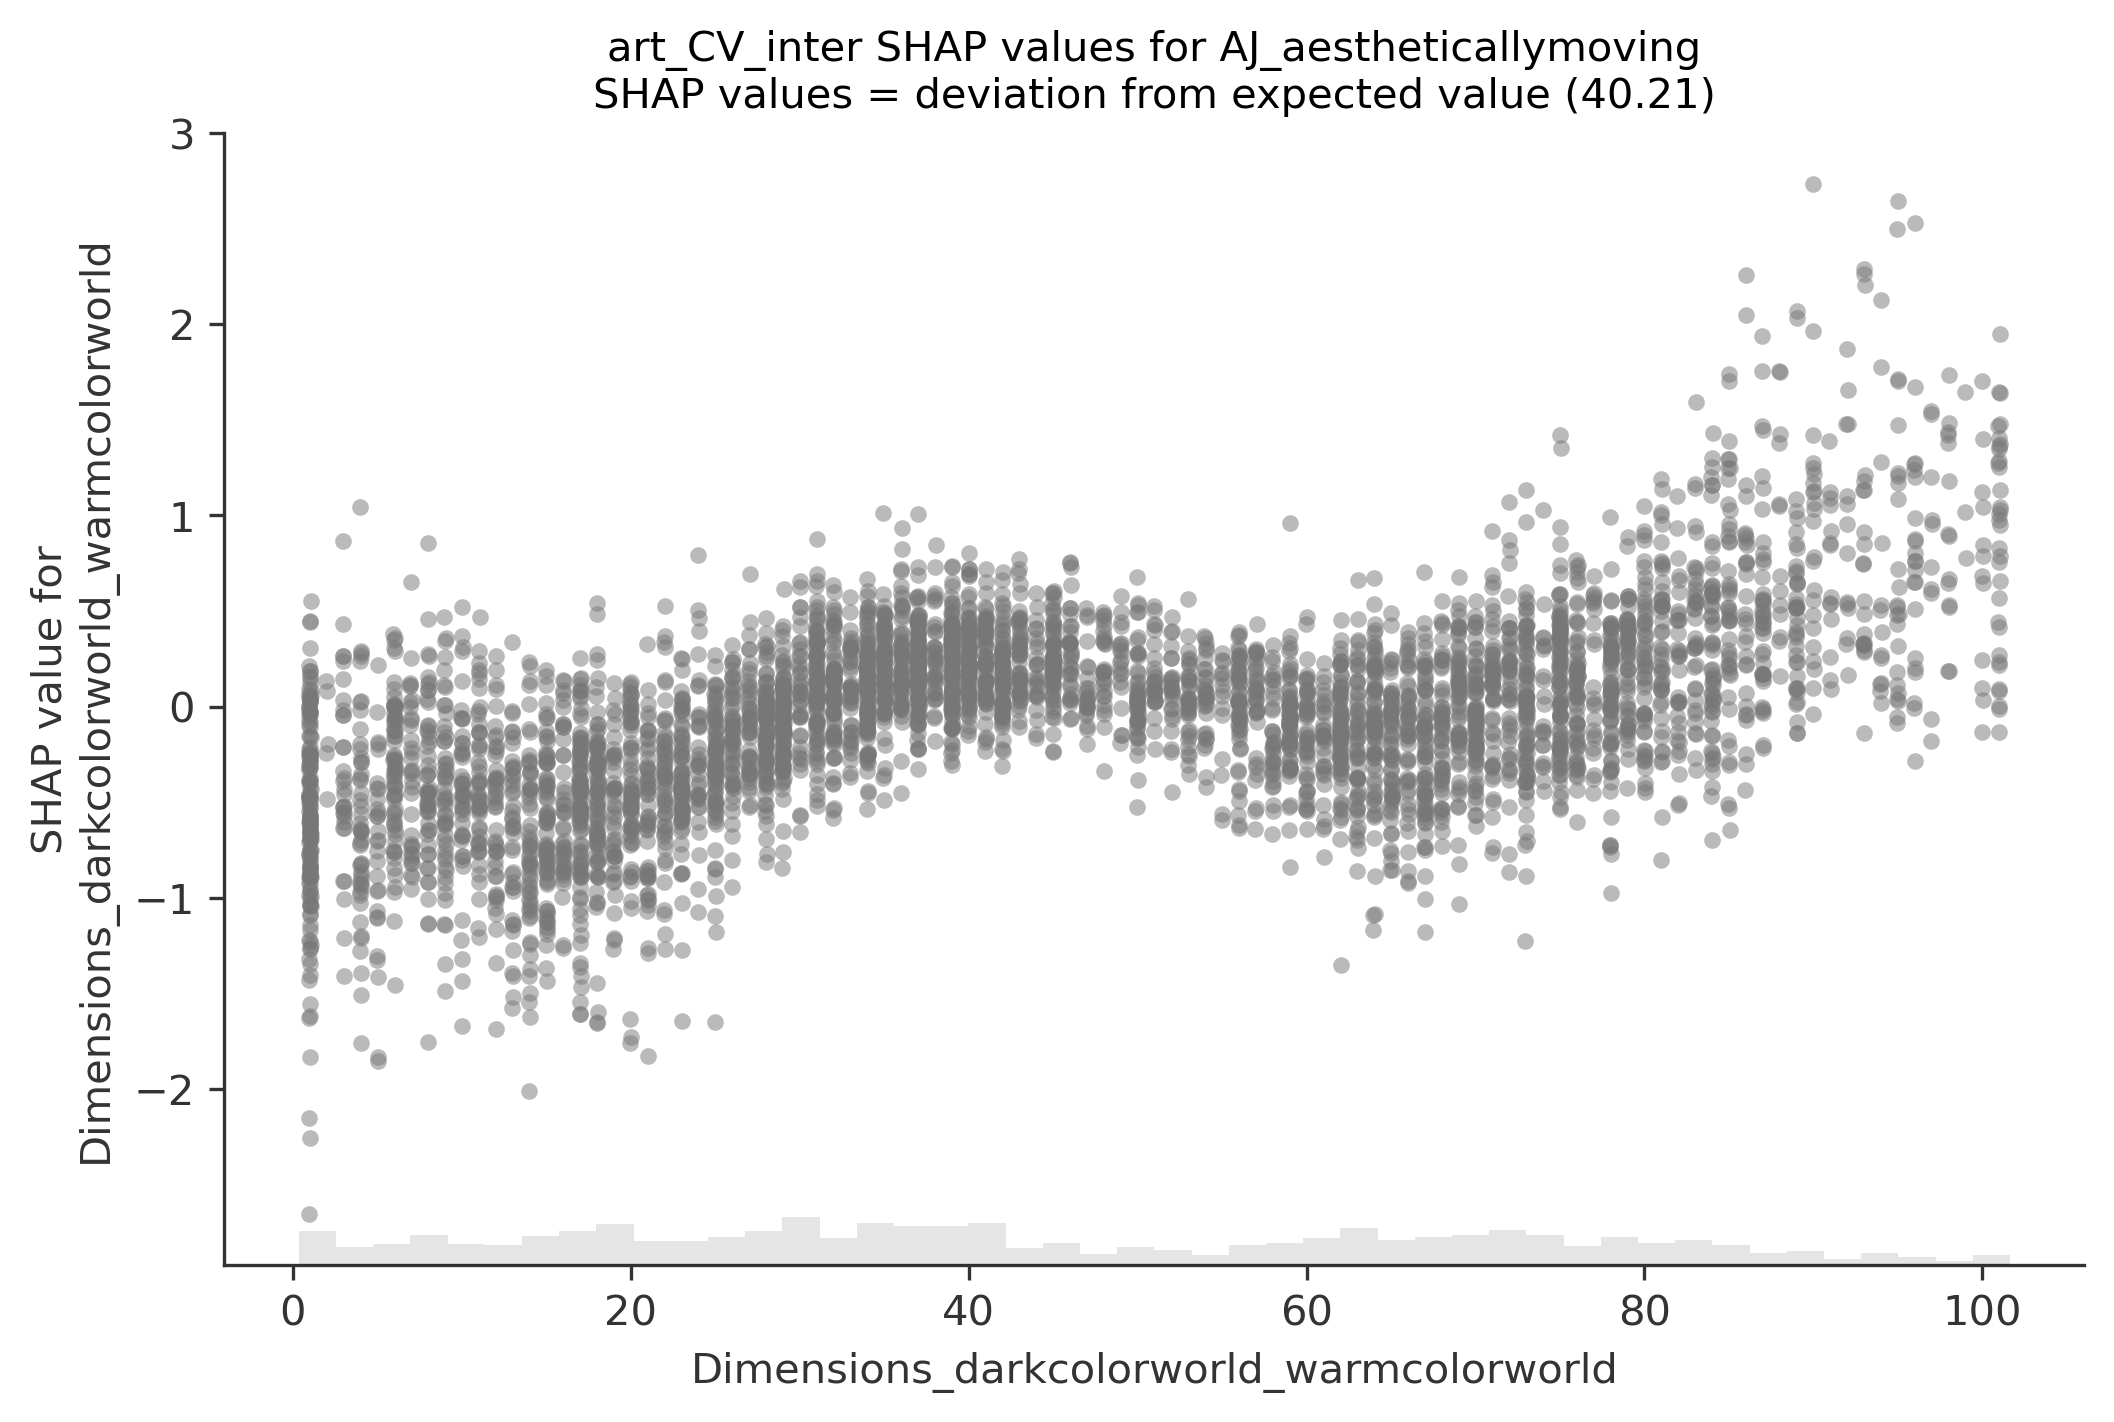 art_CV_inter SHAP values for AJ_aestheticallymoving
SHAP values = deviation from expected value (40.21)
SHAP value for
Dimensions_darkcolorworld_warmcolorworld
3
2
1
0
−1
−2
0
20
40
60
80
100
Dimensions_darkcolorworld_warmcolorworld